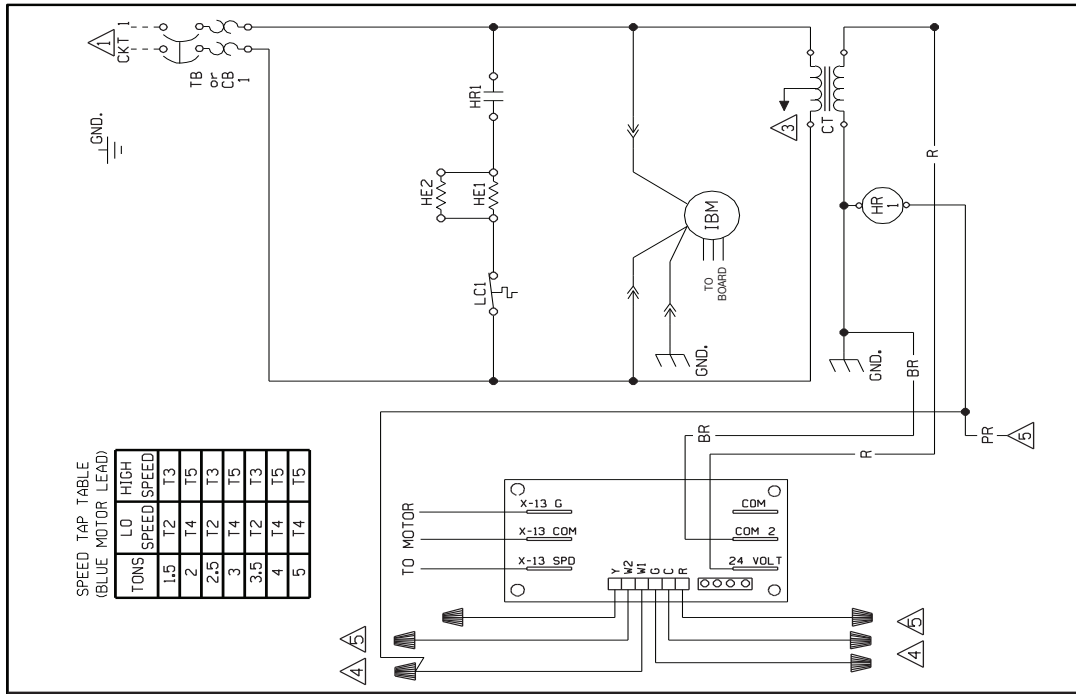 CKT 1
1
TB
or
CB
1
GND.
HR1
HE2
HE1
LC1
IBM
TO
BOARD
GND.
3
CT
R
HR
1
GND.
BR
BR
R
PR
5
SPEED TAP TABLE
(BLUE MOTOR LEAD)
TONS LO SPEED HIGH SPEED
1.5 T2 T3
2 T4 T5
2.5 T2 T3
3 T4 T5
3.5 T2 T3
4 T4 T5
5 T4 T5
TO MOTOR
X-13 G
X-13 COM
X-13 SPD
COM
COM 2
24 VOLT
Y
W2
W1
G
C
R
5
4
5
4